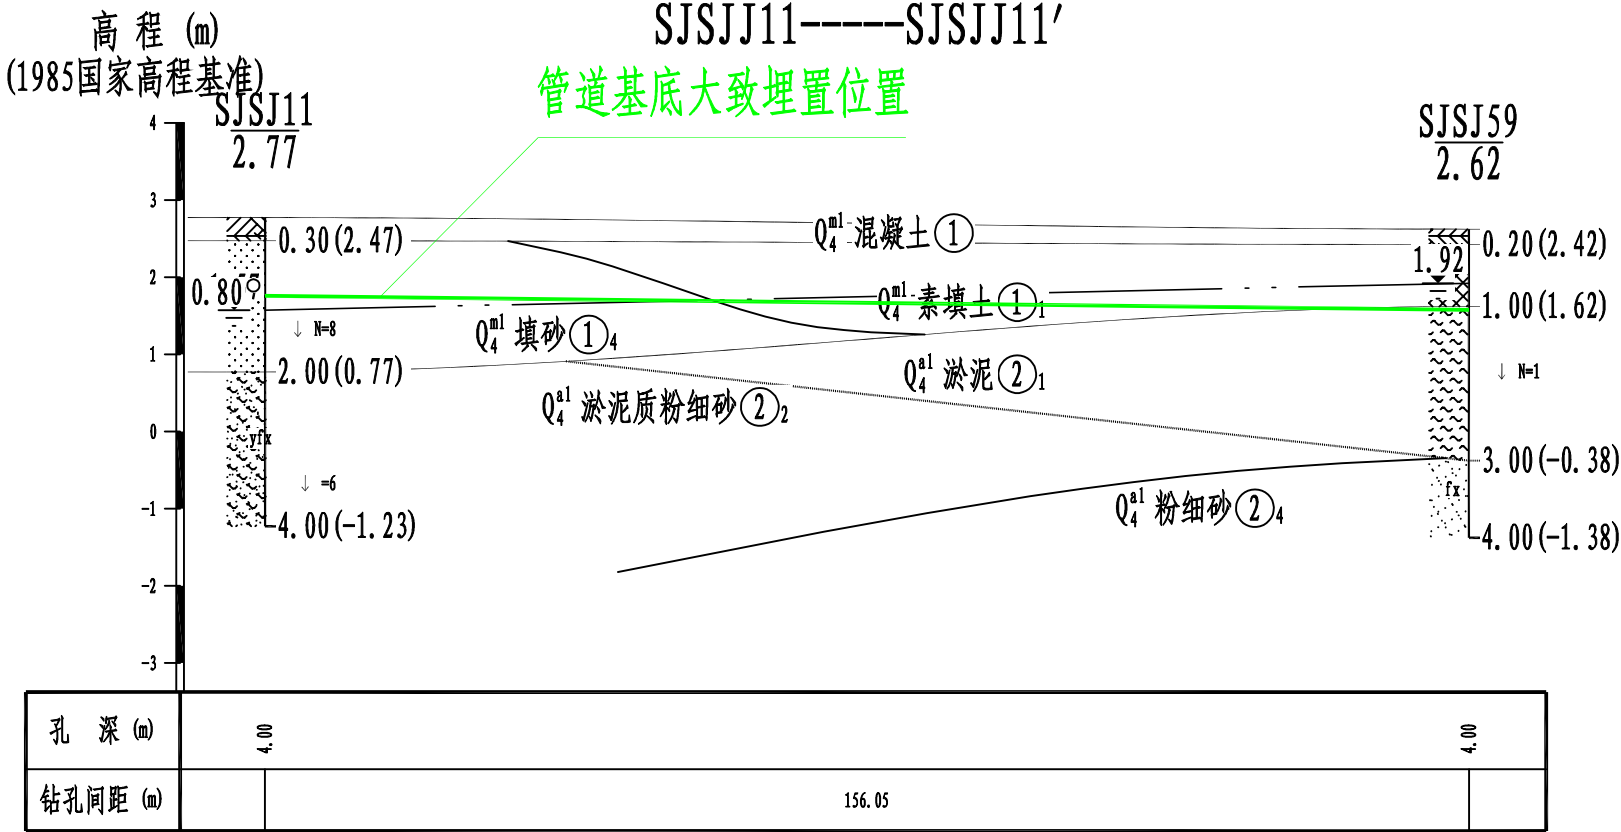 SJSJJ11-----SJSJJ11′
高 程 (m)
(1985国家高程基准)
管道基底大致埋置位置
SJSJ11
2.77
SJSJ59
2.62
4
3
2
1
0
-1
-2
-3
0.30(2.47)
0.80
N=8
2.00(0.77)
yfx
=6
4.00(-1.23)
Q4ml 混凝土①
Q4ml 素填土①1
Q4ml 填砂①4
Q4al 淤泥②1
Q4al 淤泥质粉细砂②2
Q4al 粉细砂②4
0.20(2.42)
1.92
1.00(1.62)
N=1
3.00(-0.38)
fx
4.00(-1.38)
孔 深 (m)
4.00
4.00
钻孔间距 (m)
156.05